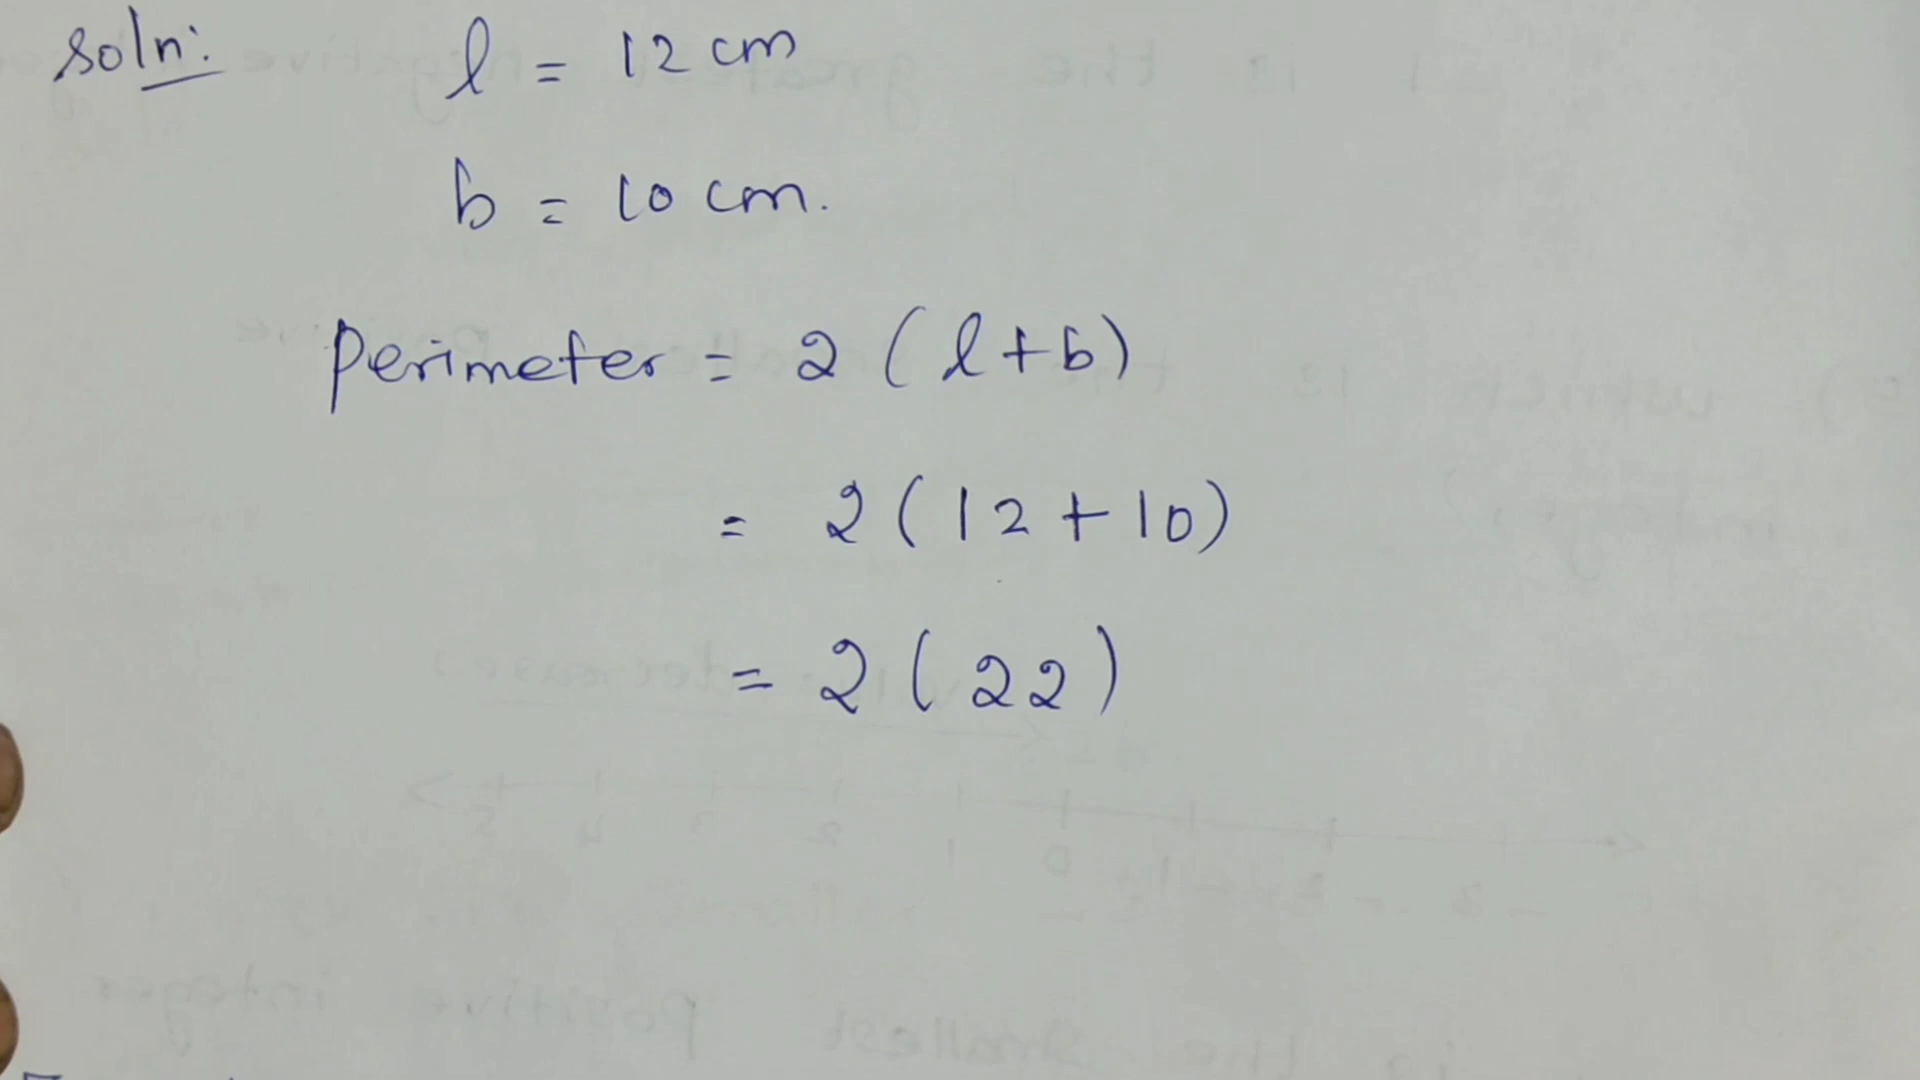 soln:
l = 12 cm
b = 10 cm.
Perimeter = 2 (l+b)
= 2 (12+10)
= 2 (22)